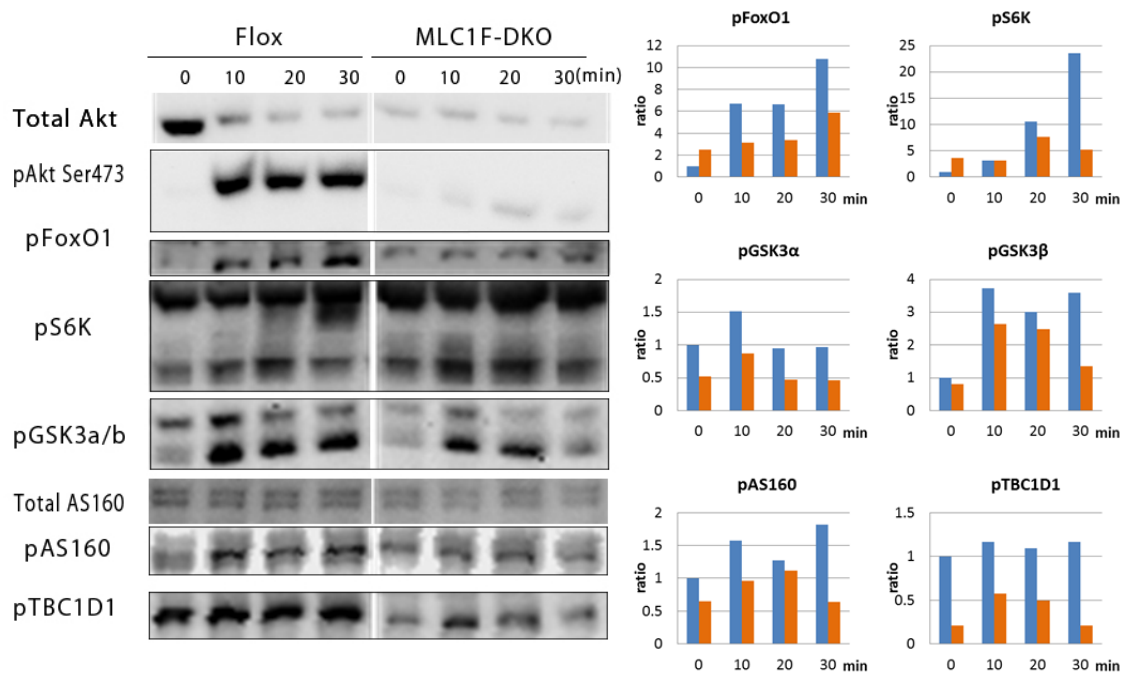 Flox MLC1F-DKO
0 10 20 30 0 10 20 30(min)
Total Akt
pAkt Ser473
pFoxO1
pS6K
pGSK3a/b
Total AS160
pAS160
pTBC1D1
pFoxO1
ratio
12
10
8
6
4
2
0
0 10 20 30 min
pS6K
ratio
25
20
15
10
5
0
0 10 20 30 min
pGSK3α
ratio
2
1.5
1
0.5
0
0 10 20 30 min
pGSK3β
ratio
4
3
2
1
0
0 10 20 30 min
pAS160
ratio
2
1.5
1
0.5
0
0 10 20 30 min
pTBC1D1
ratio
1.5
1
0.5
0
0 10 20 30 min